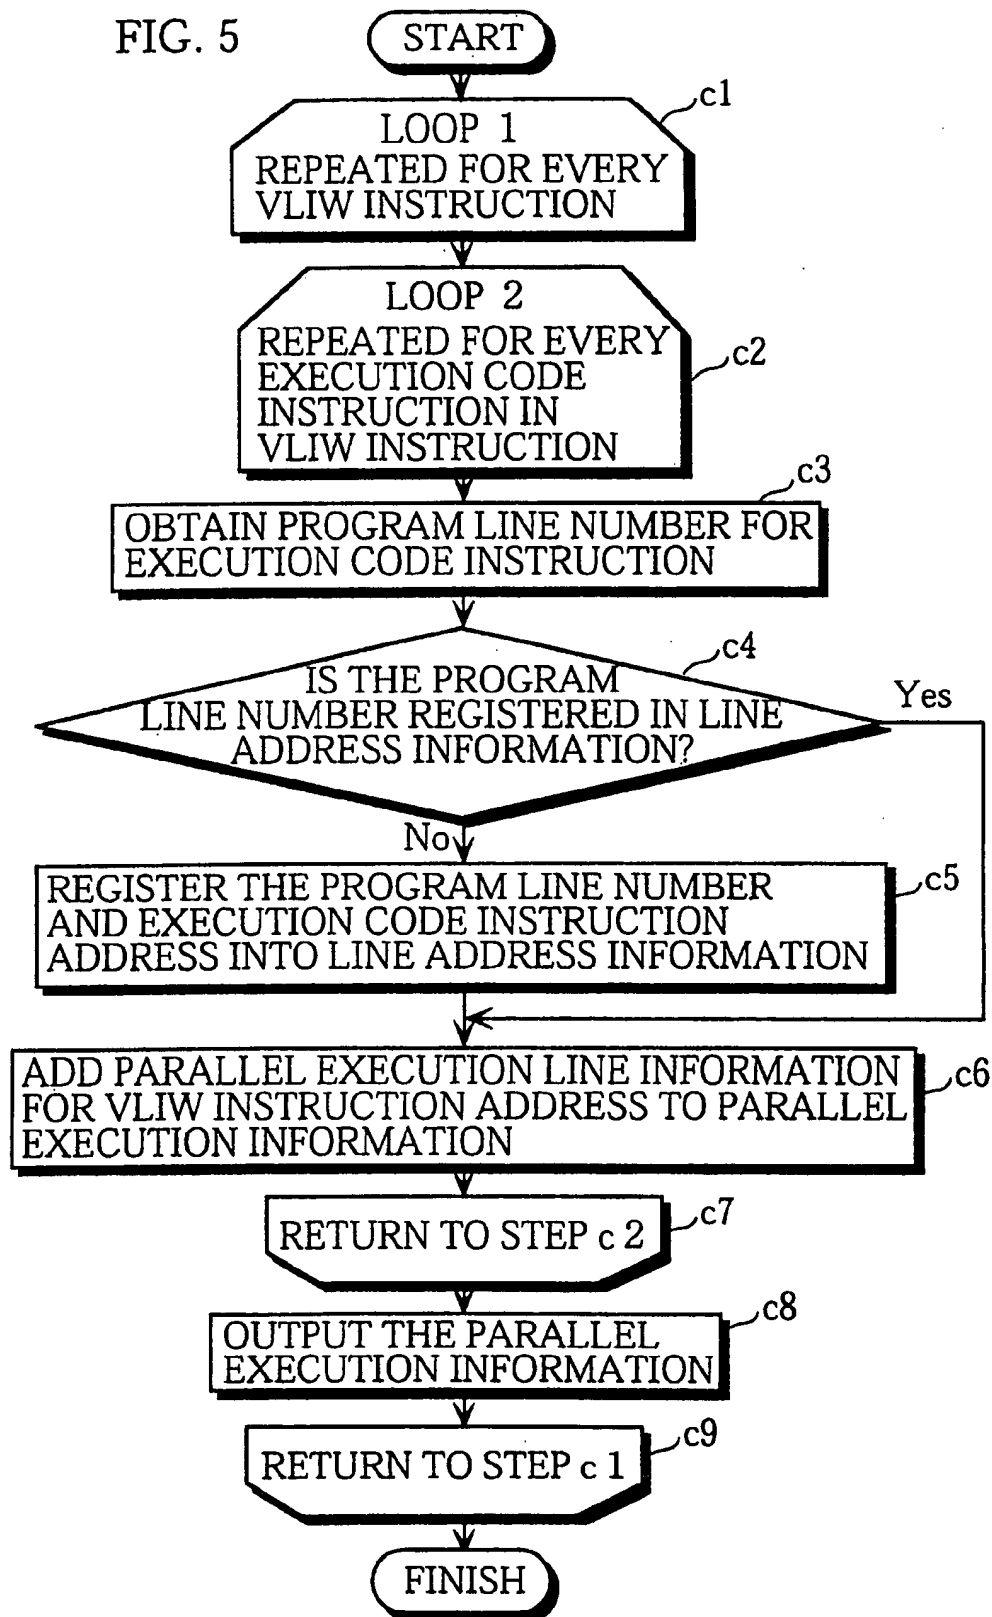 FIG. 5
START
c1
LOOP 1
REPEATED FOR EVERY
VLIW INSTRUCTION
LOOP 2
REPEATED FOR EVERY
EXECUTION CODE
INSTRUCTION IN
VLIW INSTRUCTION
c2
c3
OBTAIN PROGRAM LINE NUMBER FOR
EXECUTION CODE INSTRUCTION
c4
IS THE PROGRAM
LINE NUMBER REGISTERED IN LINE
ADDRESS INFORMATION?
Yes
No
REGISTER THE PROGRAM LINE NUMBER
AND EXECUTION CODE INSTRUCTION
ADDRESS INTO LINE ADDRESS INFORMATION
c5
ADD PARALLEL EXECUTION LINE INFORMATION
FOR VLIW INSTRUCTION ADDRESS TO PARALLEL
EXECUTION INFORMATION
c6
RETURN TO STEP c 2
c7
OUTPUT THE PARALLEL
EXECUTION INFORMATION
c8
RETURN TO STEP c 1
c9
FINISH